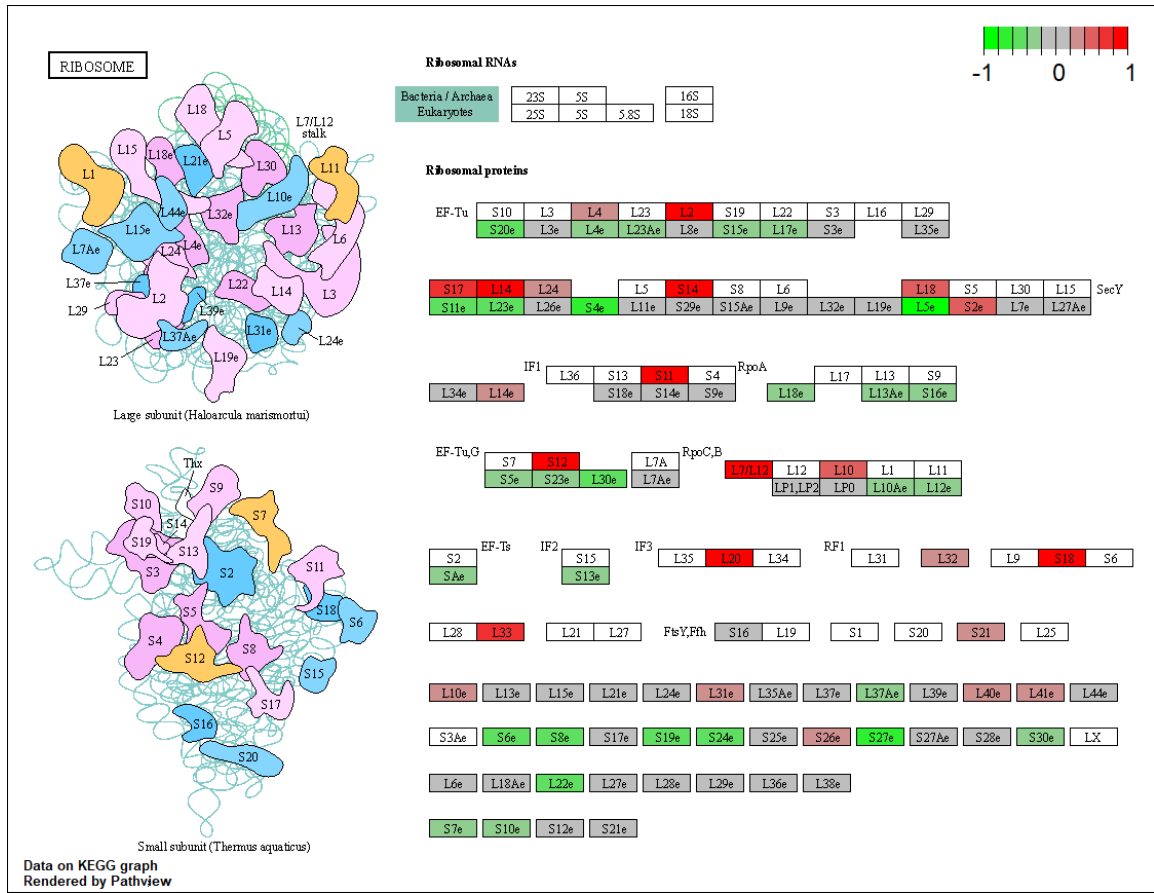 -1 0 1
RIBOSOME
Ribosomal RNAs
Bacteria / Archaea 23S 5S 16S
Eukaryotes 25S 5S 5.8S 18S
Ribosomal proteins
EF-Tu S10 L3 L4 L23 L2 S19 L22 S3 L16 L29
S20e L3e L4e L23Ae L8e S15e L17e S3e L35e
S17 L14 L24 L5 S14 S8 L6 L18 S5 L30 L15 SecY
S11e L23e L26e S4e L11e S29e S15Ae L9e L32e L19e L5e S2e L7e L27Ae
IF1 L36 S13 S11 S4 RpoA L17 L13 S9
L34e L14e S18e S14e S9e L18e L13Ae S16e
EF-Tu,G S7 S12 L7A RpoC,B L7/L12 L12 L10 L1 L11
S5e S23e L30e L7Ae LP1,LP2 LP0 L10Ae L12e
S2 EF-Ts IF2 S15 IF3 L35 L20 L34 RF1 L31 L32 L9 S18 S6
SAe S13e
L28 L33 L21 L27 FtsY,Ffh S16 L19 S1 S20 S21 L25
L10e L13e L15e L21e L24e L31e L35Ae L37e L37Ae L39e L40e L41e L44e
S3Ae S6e S8e S17e S19e S24e S25e S26e S27e S27Ae S28e S30e LX
L6e L18Ae L22e L27e L28e L29e L36e L38e
S7e S10e S12e S21e
L18
L5
L7/L12
stalk
L15
L18e
L21e
L30
L11
L1
L10e
L44e
L32e
L15e
L13
L6
L7Ae
L24
L4e
L37e
L2
L22
L14
L3
L29
L39e
L37Ae
L31e
L24e
L23
L19e
Large subunit (Haloarcula marismortui)
Thx
S9
S10
S14
S7
S19
S13
S3
S2
S11
S5
S18
S6
S4
S12
S8
S15
S17
S16
S20
Small subunit (Thermus aquaticus)
Data on KEGG graph
Rendered by Pathview